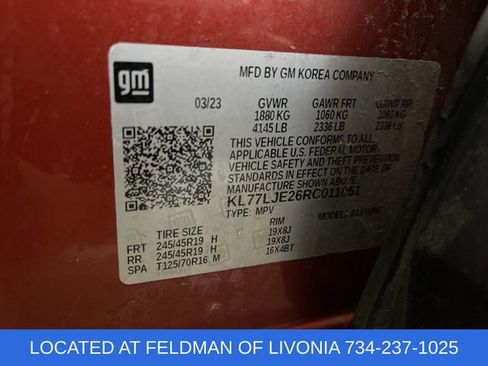 gm
MFD BY GM KOREA COMPANY
03/23 GVWR GAWR FRT GAWR RR
1880 KG 1060 KG 1060 KG
4145 LB 2336 LB 2336 LB
THIS VEHICLE CONFORMS TO ALL
APPLICABLE U.S. FEDERAL MOTOR
VEHICLE SAFETY AND THEFT PREVENTION
STANDARDS IN EFFECT ON THE DATE OF
MANUFACTURE SHOWN ABOVE.
KL77LJE26RC011051
TYPE: MPV MODEL:
TIRE SIZE RIM
FRT 245/45R19 H 19X8J
RR 245/45R19 H 19X8J
SPA T125/70R16 M 16X4BT
LOCATED AT FELDMAN OF LIVONIA 734-237-1025